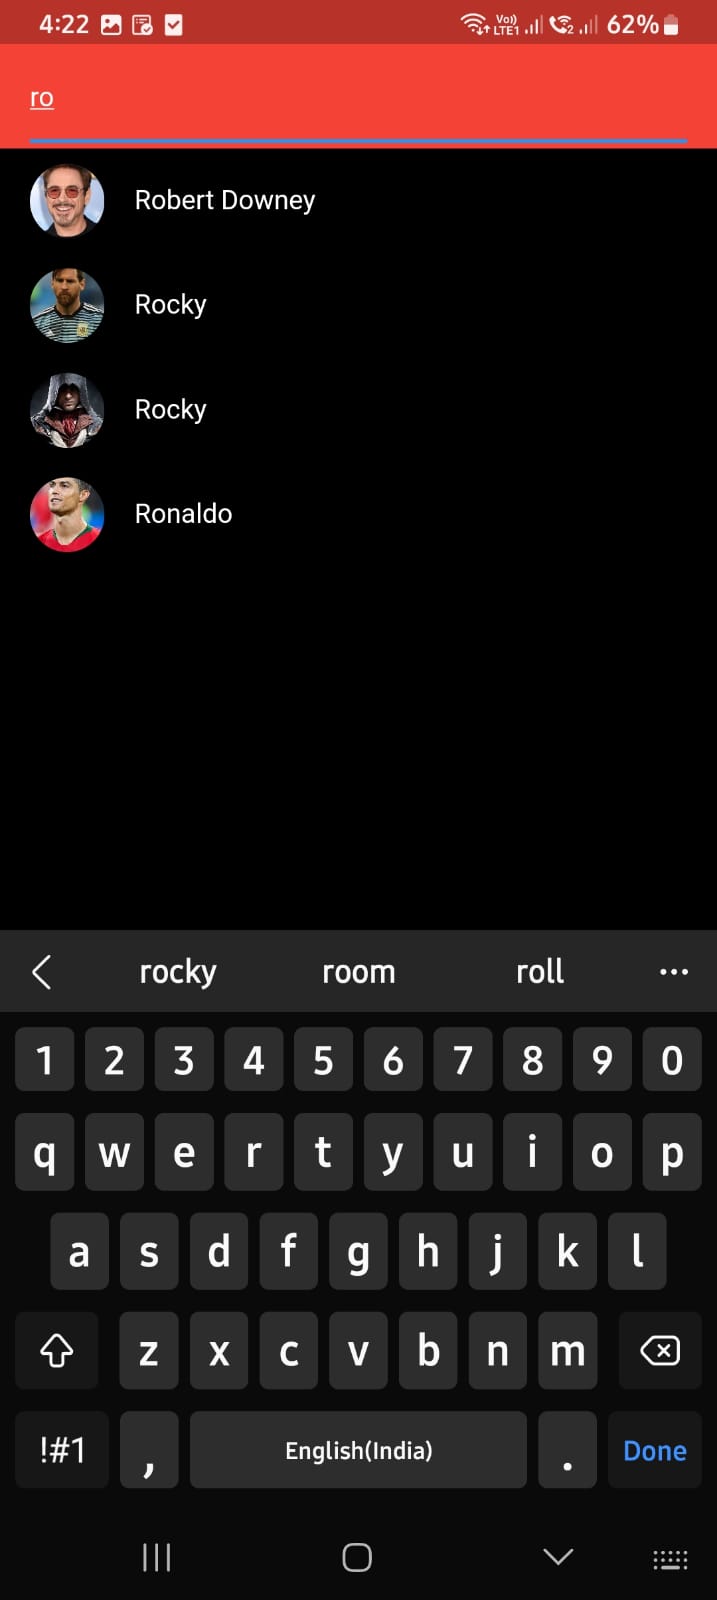 4:22 Vo)) LTE1 2 62%
ro
Robert Downey
Rocky
Rocky
Ronaldo
rocky room roll ...
1 2 3 4 5 6 7 8 9 0
q w e r t y u i o p
a s d f g h j k l
z x c v b n m
!#1 , English(India) . Done